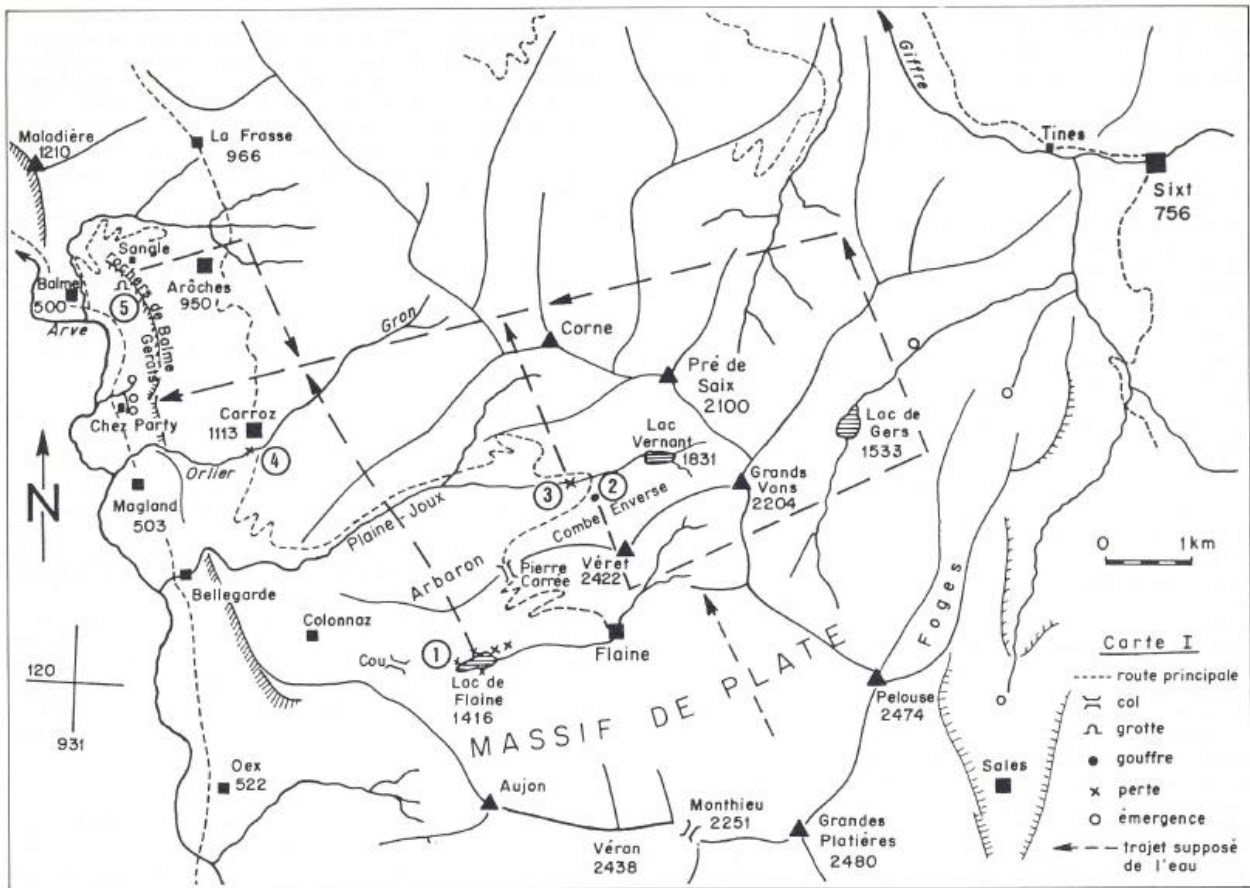 Giffre
Maladière
1210
La Frasse
966
Tines
Sixt
756
Sangle
Arâches
950
Balme
500
rochers de Balme
Gerats
5
Arve
Gron
Corne
Pré de
Saix
2100
Chez Party
Carroz
1113
4
Orlier
Lac
Vernant
1831
Lac de
Gers
1533
N
Magland
503
3
2
Grands
Vans
2204
Combe Enverse
Plaine-Joux
Véret
2422
0 1km
Arbaron
Pierre
Carrée
Bellegarde
Colonnaz
Flaine
Foges
1
Cou
Lac de
Flaine
1416
120
931
MASSIF DE PLATÉ
Pelouse
2474
Carte I
route principale
col
grotte
gouffre
perte
émergence
trajet supposé
de l'eau
Oex
522
Aujon
Sales
Monthieu
2251
Véran
2438
Grandes
Platières
2480